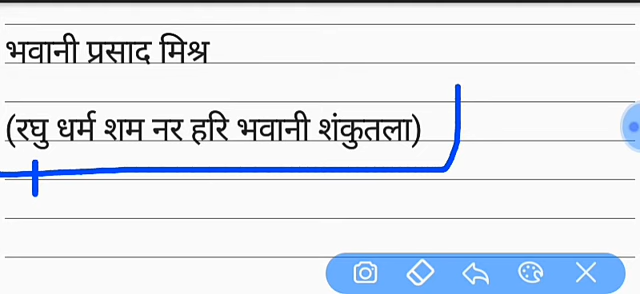 भवानी प्रसाद मिश्र
(रघु धर्म शम नर हरि भवानी शंकुतला)